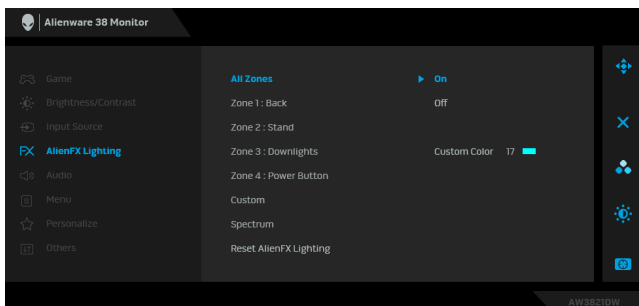 Alienware 38 Monitor
Game
Brightness/Contrast
Input Source
AlienFX Lighting
Audio
Menu
Personalize
Others
All Zones
On
Zone 1 : Back
Off
Zone 2 : Stand
Zone 3 : Downlights
Custom Color 17
Zone 4 : Power Button
Custom
Spectrum
Reset AlienFX Lighting
AW3821DW